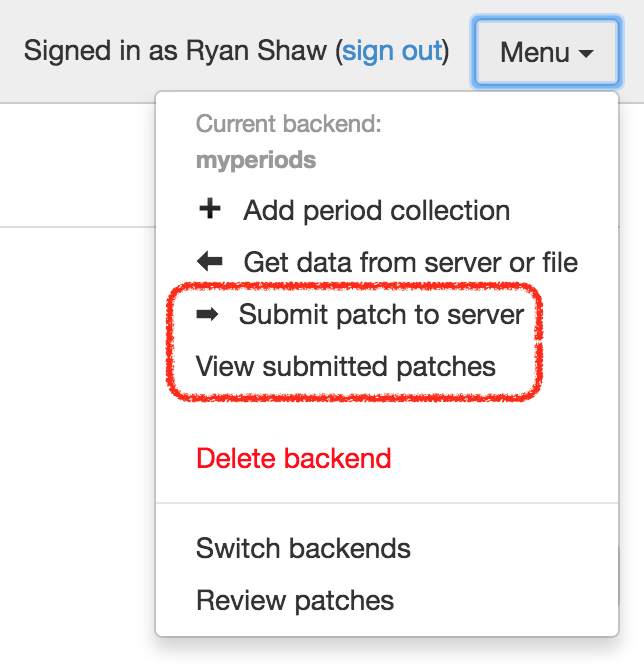 Signed in as Ryan Shaw (sign out) Menu
Current backend:
myperiods
Add period collection
Get data from server or file
Submit patch to server
View submitted patches
Delete backend
Switch backends
Review patches